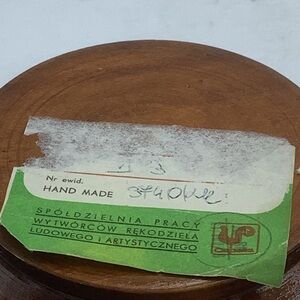 Nr ewid.
HAND MADE
SPÓŁDZIELNIA PRACY
WYTWÓRCÓW RĘKODZIEŁA
LUDOWEGO i ARTYSTYCZNEGO